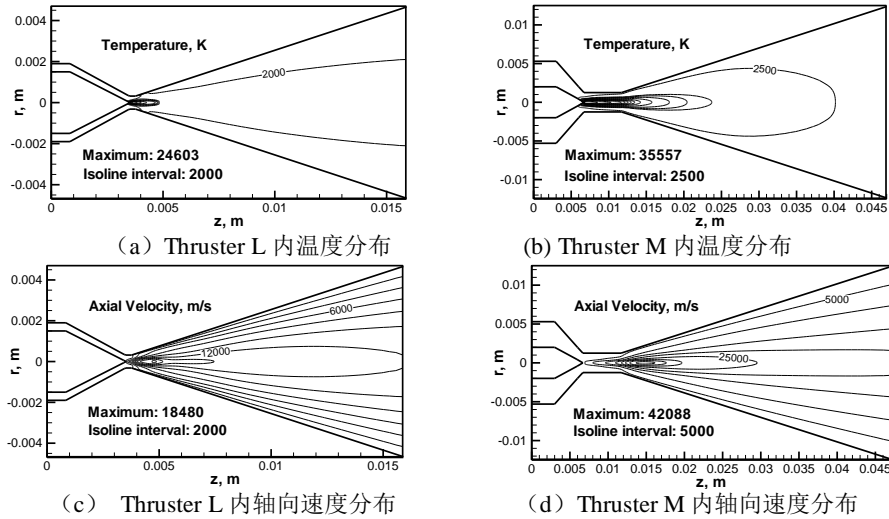 0.004
0.002
0
-0.002
-0.004
r, m
Temperature, K
2000
Maximum: 24603
Isoline interval: 2000
0 0.005 0.01 0.015
z, m
（a）Thruster L 内温度分布
0.01
0.005
0
-0.005
-0.01
r, m
Temperature, K
2500
Maximum: 35557
Isoline interval: 2500
0 0.005 0.01 0.015 0.02 0.025 0.03 0.035 0.04 0.045
z, m
(b) Thruster M 内温度分布
0.004
0.002
0
-0.002
-0.004
r, m
Axial Velocity, m/s
6000
12000
Maximum: 18480
Isoline interval: 2000
0 0.005 0.01 0.015
z, m
（c） Thruster L 内轴向速度分布
0.01
0.005
0
-0.005
-0.01
r, m
Axial Velocity, m/s
5000
25000
Maximum: 42088
Isoline interval: 5000
0 0.005 0.01 0.015 0.02 0.025 0.03 0.035 0.04 0.045
z, m
（d）Thruster M 内轴向速度分布